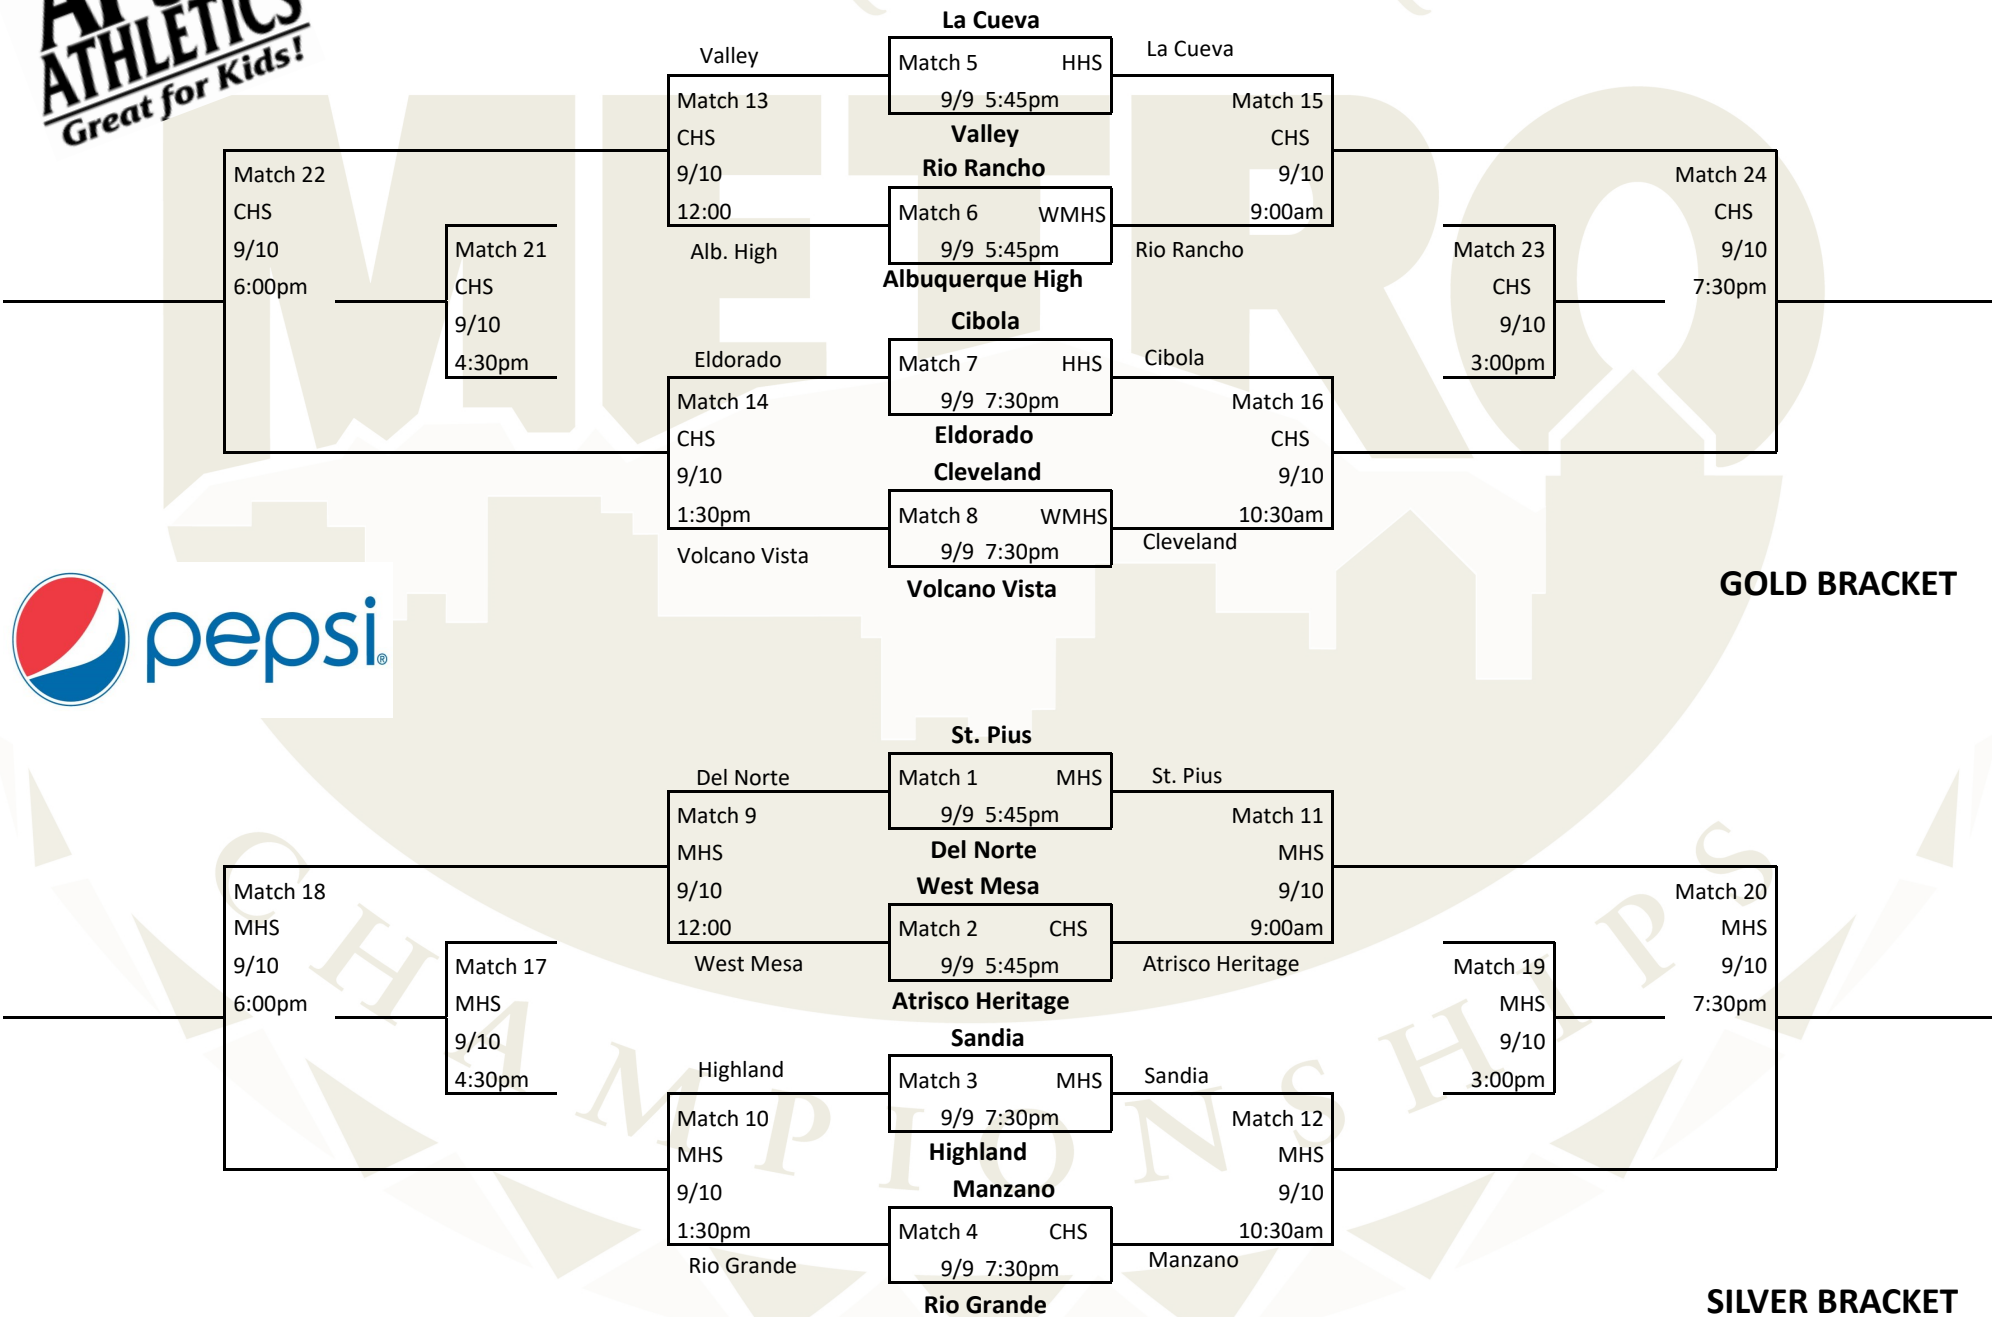 ATHLETICS
Great for Kids!
METRO
CHAMPIONSHIPS
La Cueva
Valley
Match 5 HHS
La Cueva
9/9 5:45pm
Match 13
CHS
9/10
12:00
Match 15
CHS
9/10
9:00am
Valley
Rio Rancho
Match 6 WMHS
9/9 5:45pm
Alb. High
Rio Rancho
Albuquerque High
Match 22
CHS
9/10
6:00pm
Match 21
CHS
9/10
4:30pm
Match 23
CHS
9/10
3:00pm
Match 24
CHS
9/10
7:30pm
Cibola
Eldorado
Match 7 HHS
Cibola
9/9 7:30pm
Match 14
CHS
9/10
1:30pm
Match 16
CHS
9/10
10:30am
Eldorado
Cleveland
Match 8 WMHS
9/9 7:30pm
Volcano Vista
Cleveland
Volcano Vista
GOLD BRACKET
pepsi®
St. Pius
Del Norte
Match 1 MHS
St. Pius
9/9 5:45pm
Match 9
MHS
9/10
12:00
Match 11
MHS
9/10
9:00am
Del Norte
West Mesa
Match 2 CHS
9/9 5:45pm
West Mesa
Atrisco Heritage
Atrisco Heritage
Match 18
MHS
9/10
6:00pm
Match 17
MHS
9/10
4:30pm
Match 19
MHS
9/10
3:00pm
Match 20
MHS
9/10
7:30pm
Sandia
Highland
Match 3 MHS
Sandia
9/9 7:30pm
Match 10
MHS
9/10
1:30pm
Match 12
MHS
9/10
10:30am
Highland
Manzano
Match 4 CHS
9/9 7:30pm
Rio Grande
Manzano
Rio Grande
SILVER BRACKET